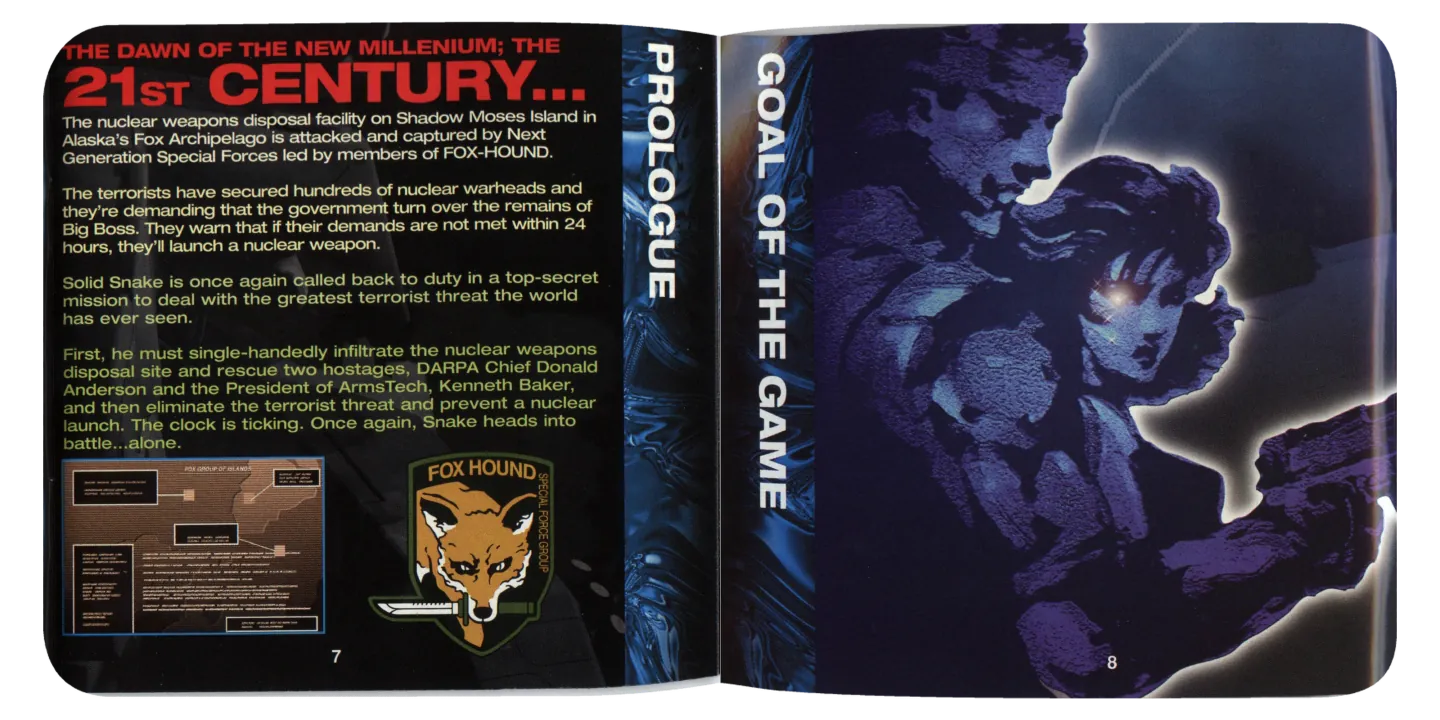 THE DAWN OF THE NEW MILLENIUM; THE
21ST CENTURY...
The nuclear weapons disposal facility on Shadow Moses Island in
Alaska's Fox Archipelago is attacked and captured by Next
Generation Special Forces led by members of FOX-HOUND.
The terrorists have secured hundreds of nuclear warheads and
they're demanding that the government turn over the remains of
Big Boss. They warn that if their demands are not met within 24
hours, they'll launch a nuclear weapon.
Solid Snake is once again called back to duty in a top-secret
mission to deal with the greatest terrorist threat the world
has ever seen.
First, he must single-handedly infiltrate the nuclear weapons
disposal site and rescue two hostages, DARPA Chief Donald
Anderson and the President of ArmsTech, Kenneth Baker,
and then eliminate the terrorist threat and prevent a nuclear
launch. The clock is ticking. Once again, Snake heads into
battle...alone.
FOX GROUP OF ISLANDS
FOX HOUND
SPECIAL FORCE GROUP
7
PROLOGUE
GOAL OF THE GAME
8